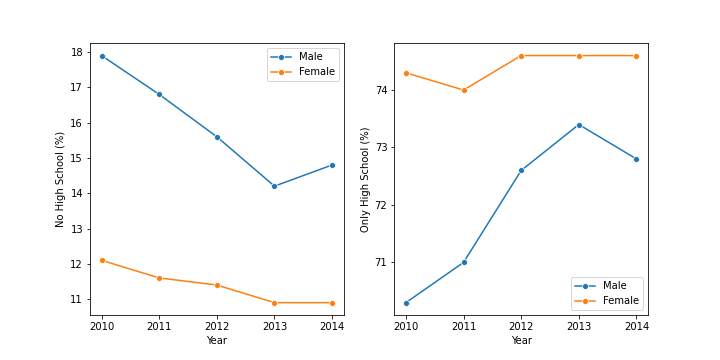 18
17
16
15
14
12
11
No High School (%)
Male
Female
2010 2011 2012 2013 2014
Year
74
73
72
71
Only High School (%)
Male
Female
2010 2011 2012 2013 2014
Year